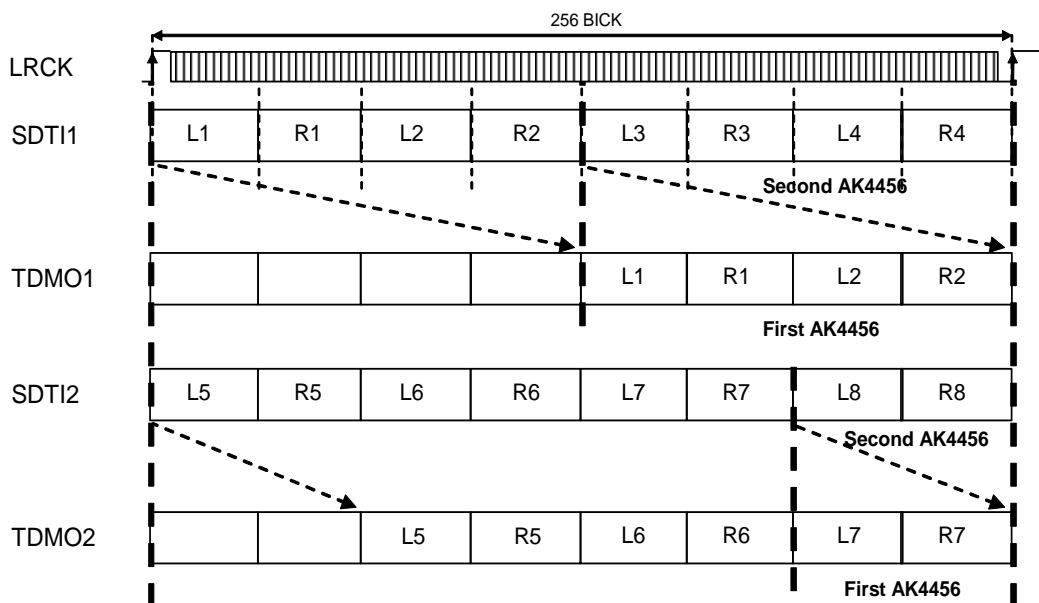 256 BICK
LRCK
SDTI1 L1 R1 L2 R2 L3 R3 L4 R4
Second AK4456
TDMO1 L1 R1 L2 R2
First AK4456
SDTI2 L5 R5 L6 R6 L7 R7 L8 R8
Second AK4456
TDMO2 L5 R5 L6 R6 L7 R7
First AK4456